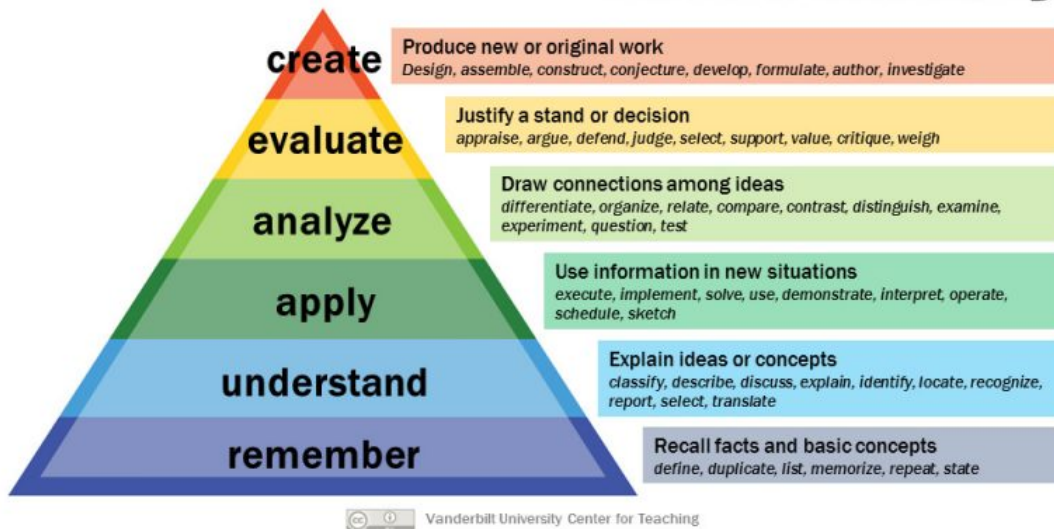 create
Produce new or original work
Design, assemble, construct, conjecture, develop, formulate, author, investigate
evaluate
Justify a stand or decision
appraise, argue, defend, judge, select, support, value, critique, weigh
analyze
Draw connections among ideas
differentiate, organize, relate, compare, contrast, distinguish, examine,
experiment, question, test
apply
Use information in new situations
execute, implement, solve, use, demonstrate, interpret, operate,
schedule, sketch
understand
Explain ideas or concepts
classify, describe, discuss, explain, identify, locate, recognize,
report, select, translate
remember
Recall facts and basic concepts
define, duplicate, list, memorize, repeat, state
cc
Vanderbilt University Center for Teaching